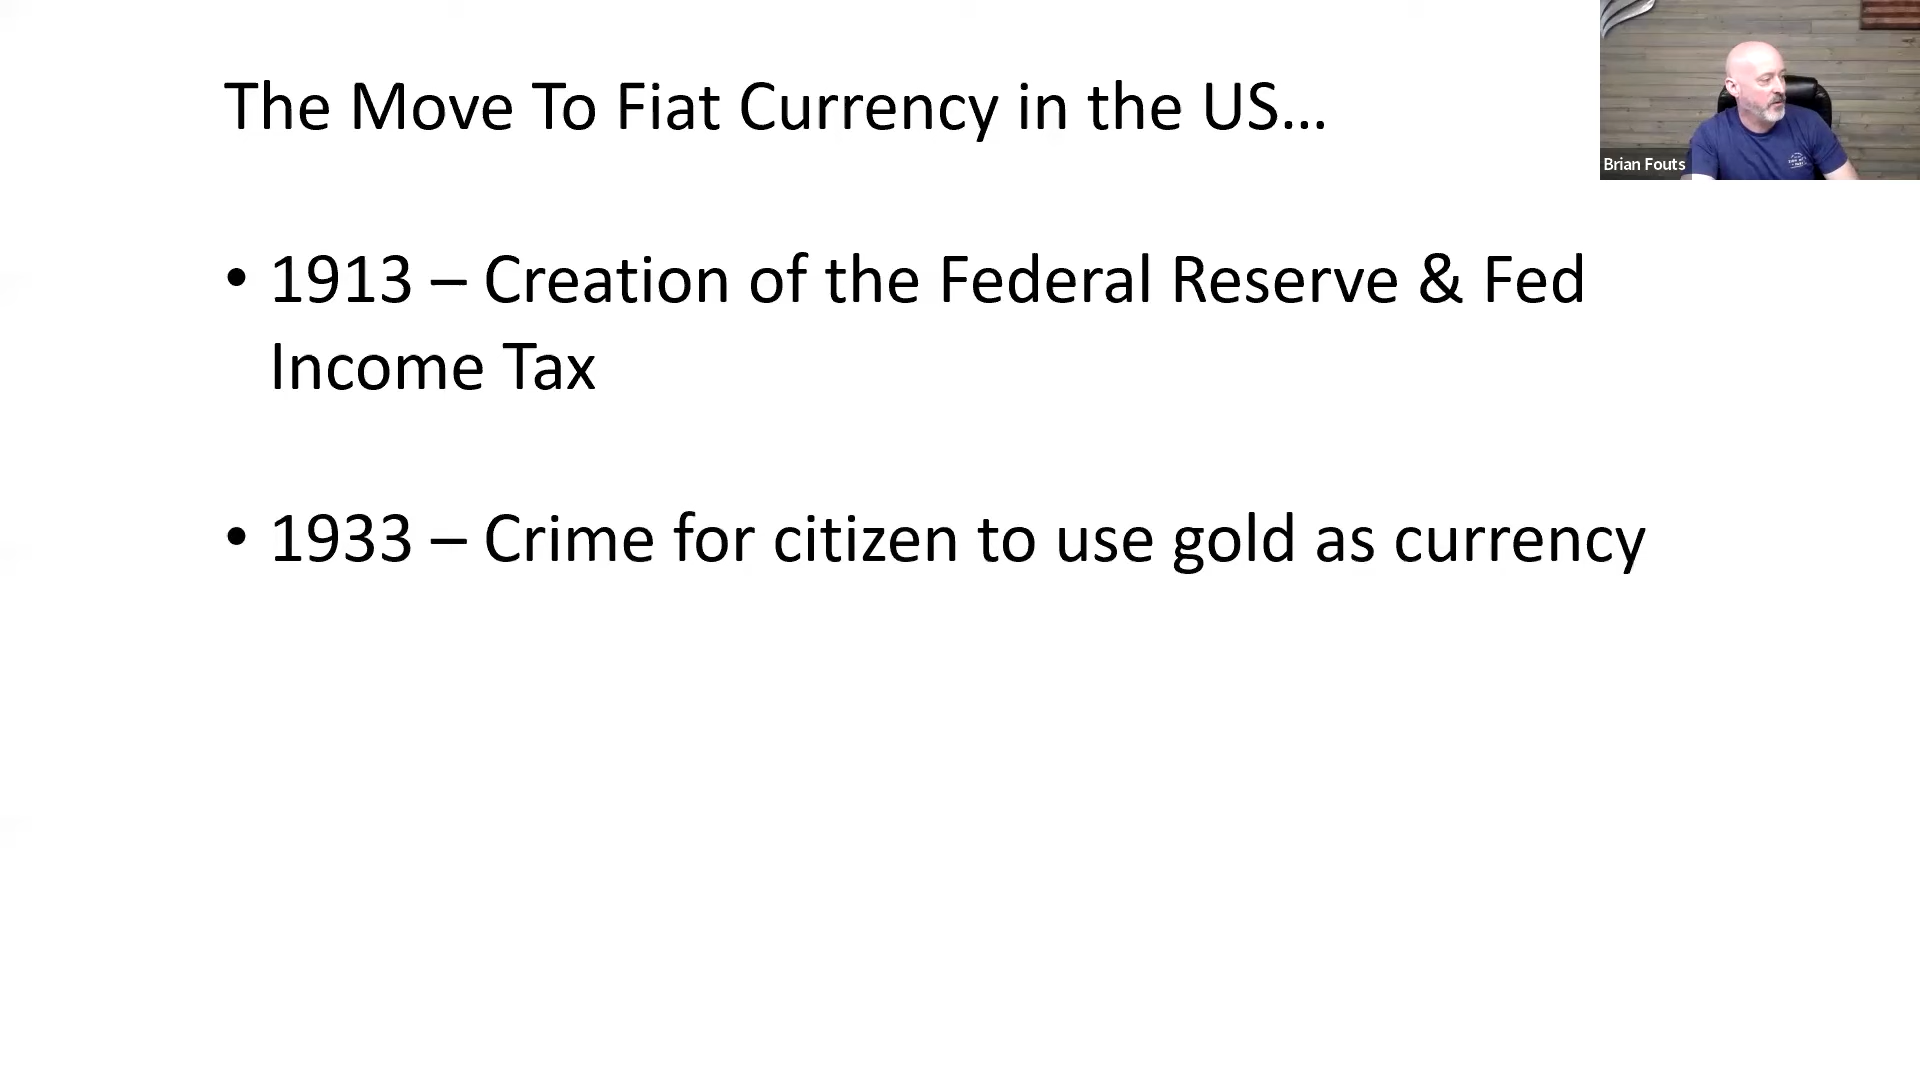 The Move To Fiat Currency in the US...
Brian Fouts
• 1913 – Creation of the Federal Reserve & Fed
Income Tax
• 1933 – Crime for citizen to use gold as currency